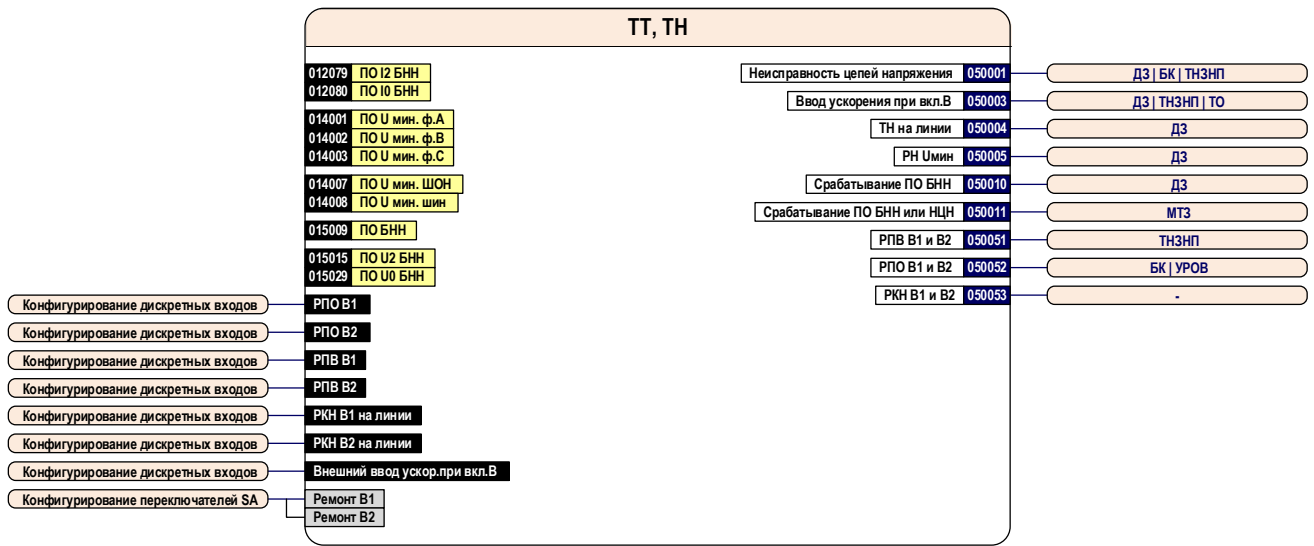 ТТ, ТН
012079 ПО I2 БНН
012080 ПО I0 БНН
014001 ПО U мин. ф.А
014002 ПО U мин. ф.В
014003 ПО U мин. ф.С
014007 ПО U мин. ШОН
014008 ПО U мин. шин
015009 ПО БНН
015015 ПО U2 БНН
015029 ПО U0 БНН
Конфигурирование дискретных входов РПО В1
Конфигурирование дискретных входов РПО В2
Конфигурирование дискретных входов РПВ В1
Конфигурирование дискретных входов РПВ В2
Конфигурирование дискретных входов РКН В1 на линии
Конфигурирование дискретных входов РКН В2 на линии
Конфигурирование дискретных входов Внешний ввод ускор.при вкл.В
Конфигурирование переключателей SA Ремонт В1
Ремонт В2
Неисправность цепей напряжения 050001 ДЗ | БК | ТНЗНП
Ввод ускорения при вкл.В 050003 ДЗ | ТНЗНП | ТО
ТН на линии 050004 ДЗ
РН Uмин 050005 ДЗ
Срабатывание ПО БНН 050010 ДЗ
Срабатывание ПО БНН или НЦН 050011 МТЗ
РПВ В1 и В2 050051 ТНЗНП
РПО В1 и В2 050052 БК | УРОВ
РКН В1 и В2 050053 -